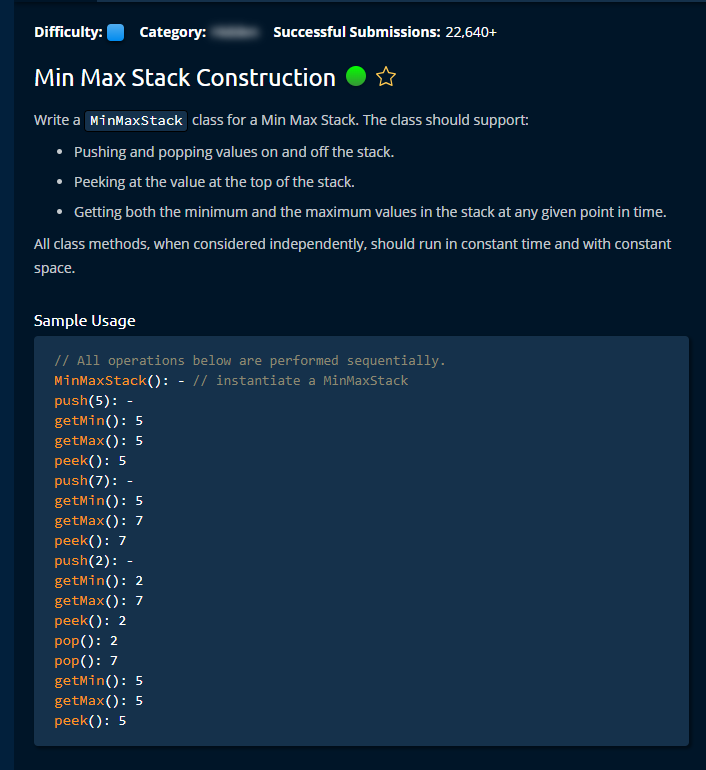 Difficulty: Category: Successful Submissions: 22,640+
Min Max Stack Construction
Write a MinMaxStack class for a Min Max Stack. The class should support:
• Pushing and popping values on and off the stack.
• Peeking at the value at the top of the stack.
• Getting both the minimum and the maximum values in the stack at any given point in time.
All class methods, when considered independently, should run in constant time and with constant
space.
Sample Usage
// All operations below are performed sequentially.
MinMaxStack(): - // instantiate a MinMaxStack
push(5): -
getMin(): 5
getMax(): 5
peek(): 5
push(7): -
getMin(): 5
getMax(): 7
peek(): 7
push(2): -
getMin(): 2
getMax(): 7
peek(): 2
pop(): 2
pop(): 7
getMin(): 5
getMax(): 5
peek(): 5